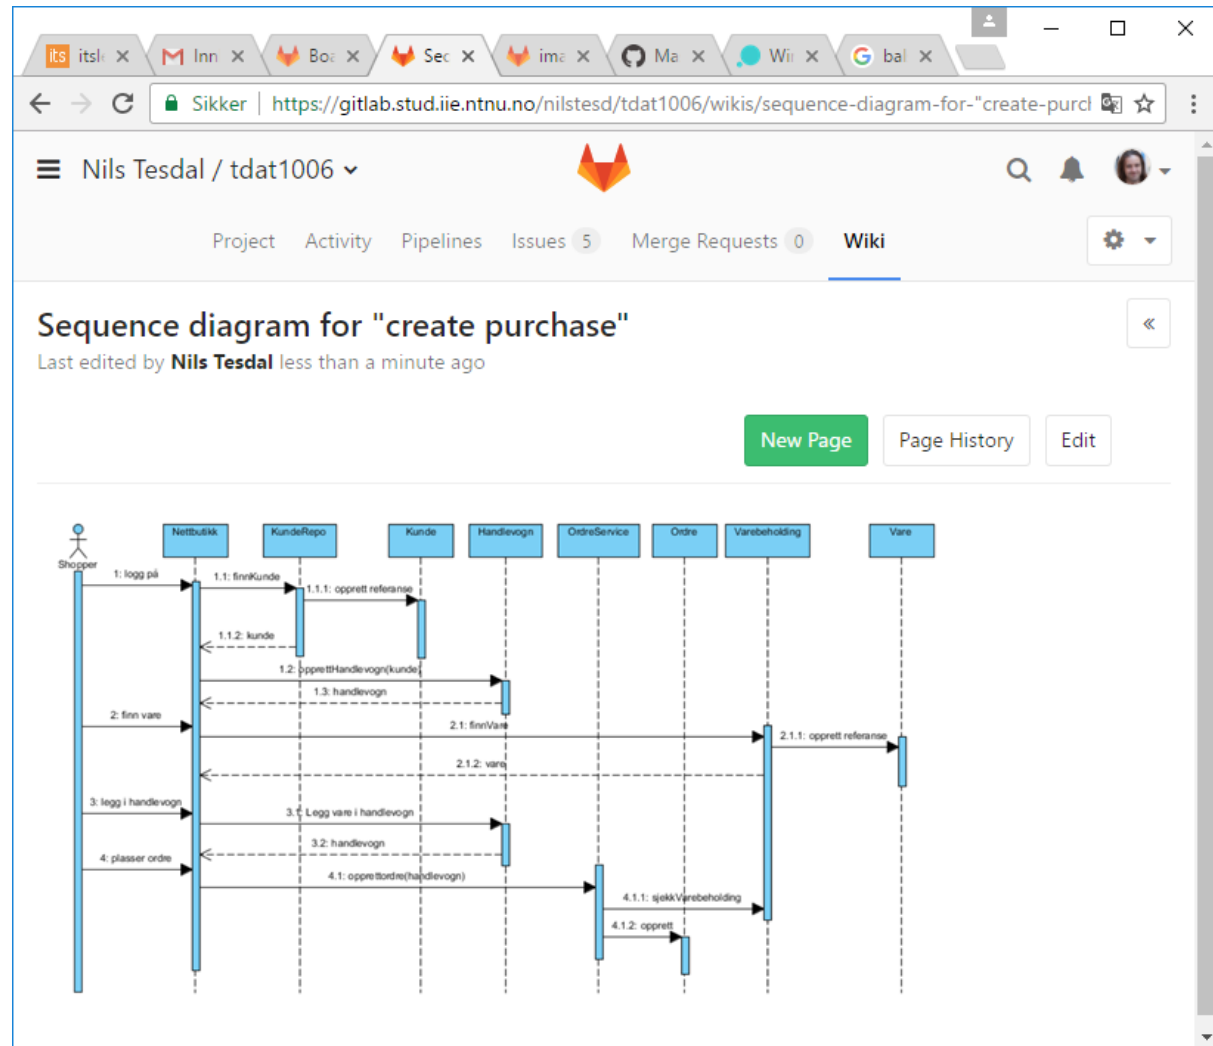 its itsl Inn Boa Sec ima Ma Wir G bal
Sikker | https://gitlab.stud.iie.ntnu.no/nilstesd/tdat1006/wikis/sequence-diagram-for-"create-purch
Nils Tesdal / tdat1006
Project Activity Pipelines Issues 5 Merge Requests 0 Wiki
Sequence diagram for "create purchase"
Last edited by Nils Tesdal less than a minute ago
New Page Page History Edit
Shopper Nettbutikk KundeRepo Kunde Handlevogn OrdreService Ordre Varebeholding Vare
1: logg på
1.1: finnKunde
1.1.1: opprett referanse
1.1.2: kunde
1.2: opprettHandlevogn(kunde)
1.3: handlevogn
2: finn vare
2.1: finnVare
2.1.1: opprett referanse
2.1.2: vare
3: legg i handlevogn
3.1: Legg vare i handlevogn
3.2: handlevogn
4: plasser ordre
4.1: opprettordre(handlevogn)
4.1.1: sjekkVarebeholding
4.1.2: opprett